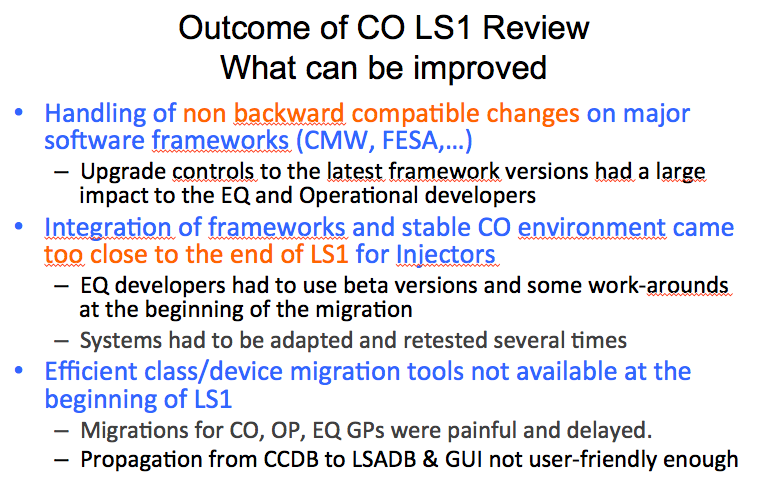 Outcome of CO LS1 Review
What can be improved
• Handling of non backward compatible changes on major
software frameworks (CMW, FESA,...)
– Upgrade controls to the latest framework versions had a large
impact to the EQ and Operational developers
• Integration of frameworks and stable CO environment came
too close to the end of LS1 for Injectors
– EQ developers had to use beta versions and some work-arounds
at the beginning of the migration
– Systems had to be adapted and retested several times
• Efficient class/device migration tools not available at the
beginning of LS1
– Migrations for CO, OP, EQ GPs were painful and delayed.
– Propagation from CCDB to LSADB & GUI not user-friendly enough